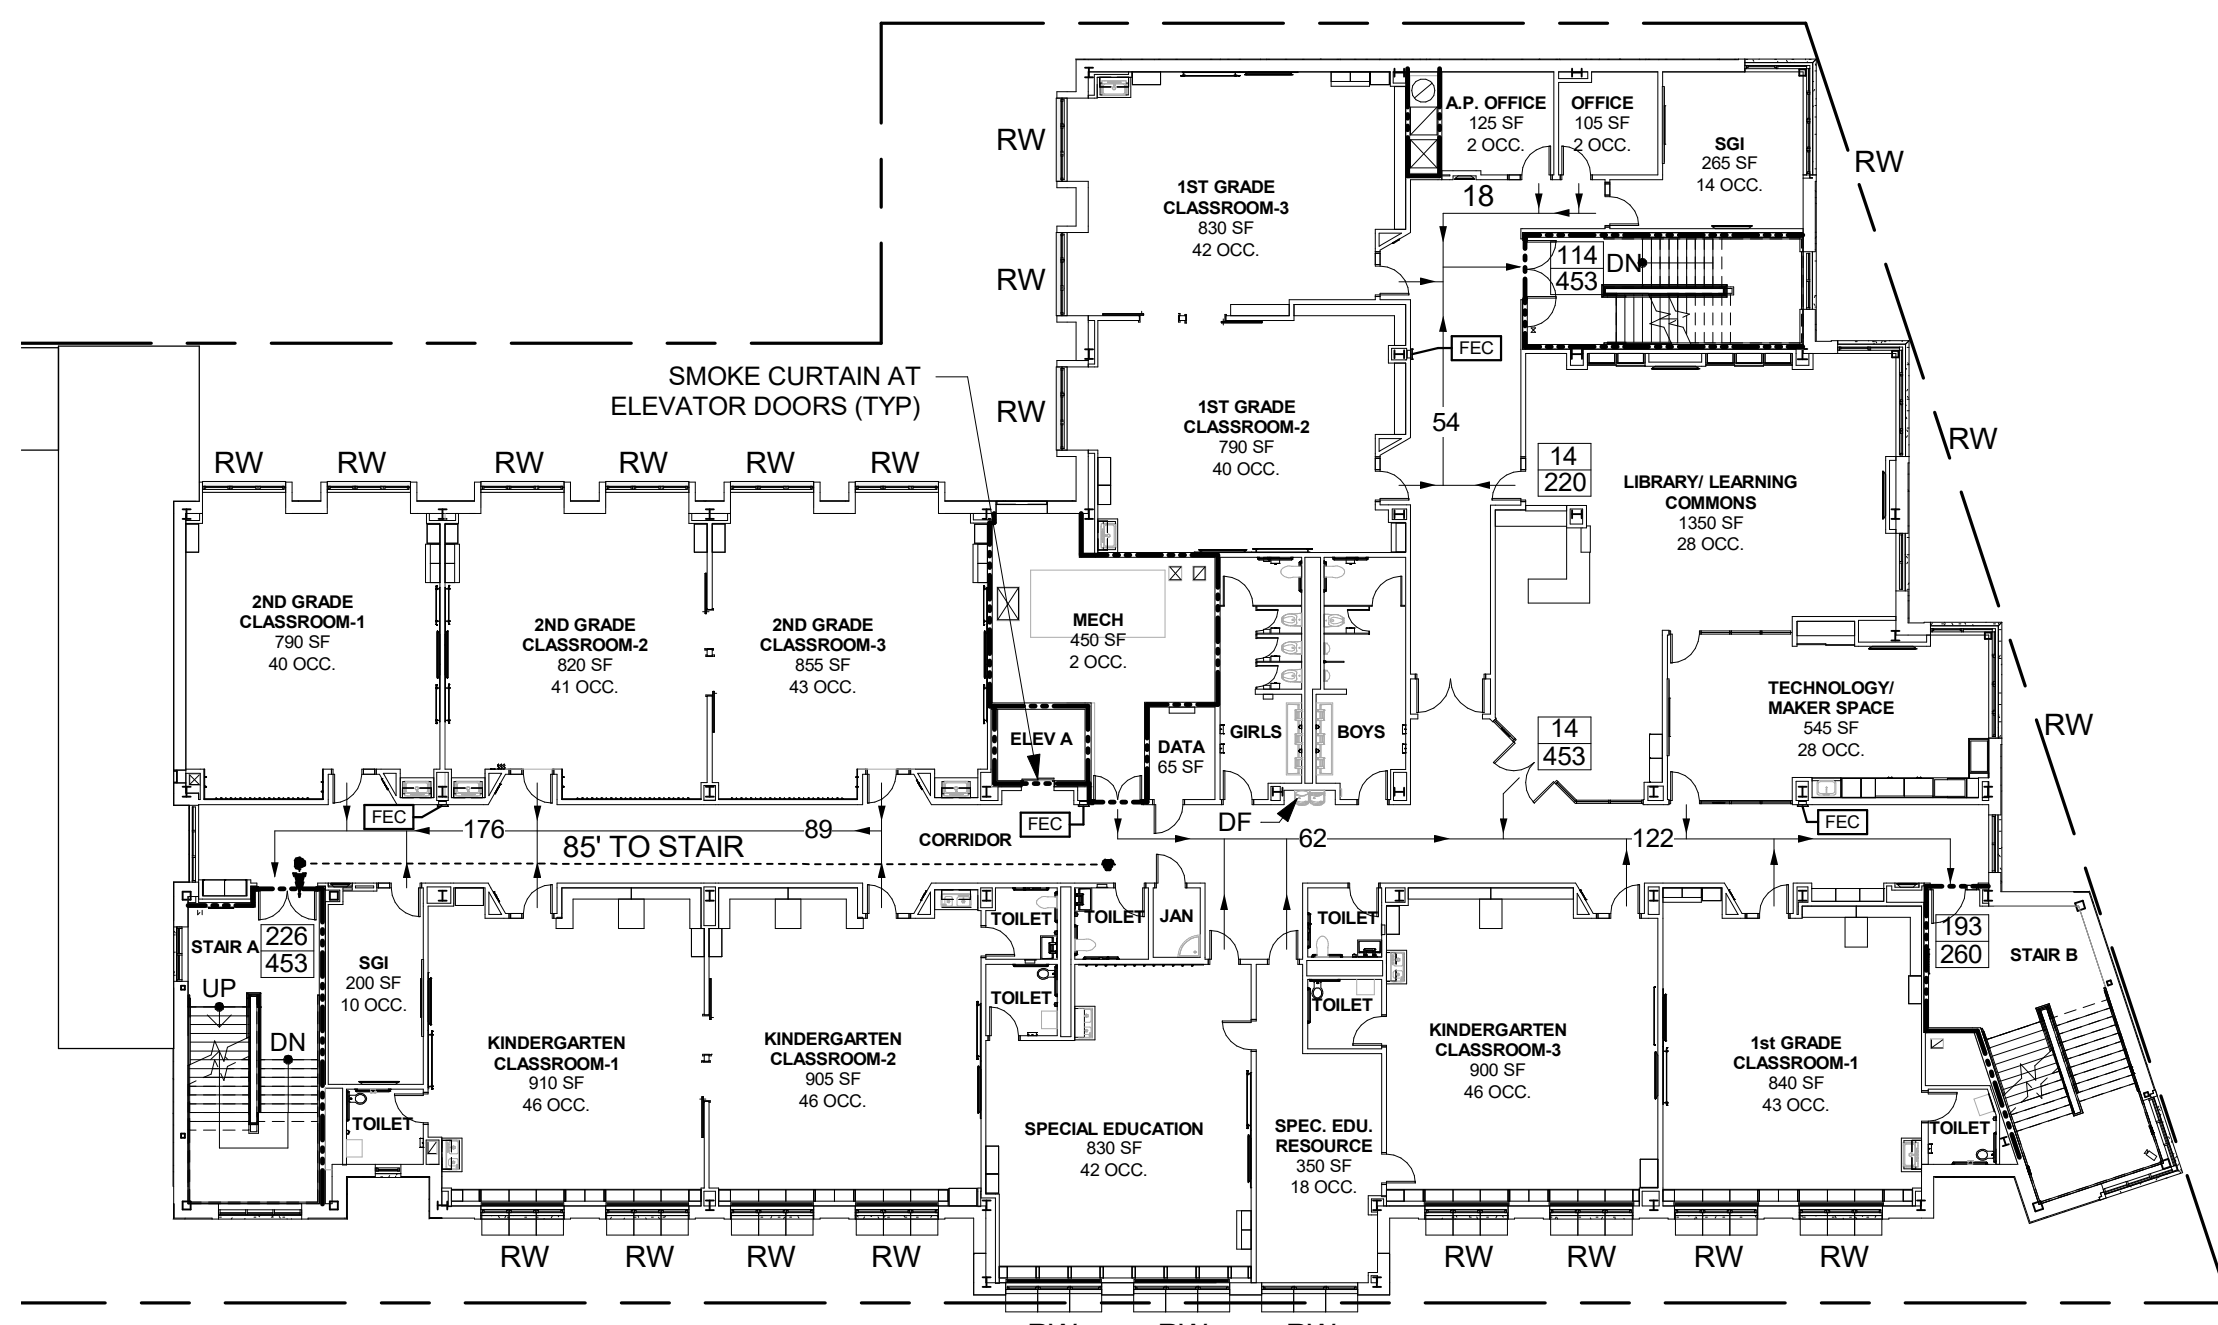 A.P. OFFICE
125 SF
2 OCC.
OFFICE
105 SF
2 OCC.
SGI
265 SF
14 OCC.
RW
RW
1ST GRADE
CLASSROOM-3
830 SF
42 OCC.
18
114
453
DN
RW
FEC
SMOKE CURTAIN AT
ELEVATOR DOORS (TYP)
RW
1ST GRADE
CLASSROOM-2
790 SF
40 OCC.
54
14
220
LIBRARY/ LEARNING
COMMONS
1350 SF
28 OCC.
RW
RW
RW
RW
RW
RW
RW
2ND GRADE
CLASSROOM-1
790 SF
40 OCC.
2ND GRADE
CLASSROOM-2
820 SF
41 OCC.
2ND GRADE
CLASSROOM-3
855 SF
43 OCC.
MECH
450 SF
2 OCC.
ELEV A
DATA
65 SF
GIRLS
BOYS
14
453
TECHNOLOGY/
MAKER SPACE
545 SF
28 OCC.
RW
FEC
176
89
85' TO STAIR
CORRIDOR
FEC
DF
62
122
FEC
STAIR A
226
453
UP
DN
SGI
200 SF
10 OCC.
TOILET
KINDERGARTEN
CLASSROOM-1
910 SF
46 OCC.
KINDERGARTEN
CLASSROOM-2
905 SF
46 OCC.
TOILET
TOILET
TOILET
JAN
SPECIAL EDUCATION
830 SF
42 OCC.
SPEC. EDU.
RESOURCE
350 SF
18 OCC.
TOILET
TOILET
KINDERGARTEN
CLASSROOM-3
900 SF
46 OCC.
1st GRADE
CLASSROOM-1
840 SF
43 OCC.
193
260
STAIR B
TOILET
RW
RW
RW
RW
RW
RW
RW
RW
RW
RW
RW